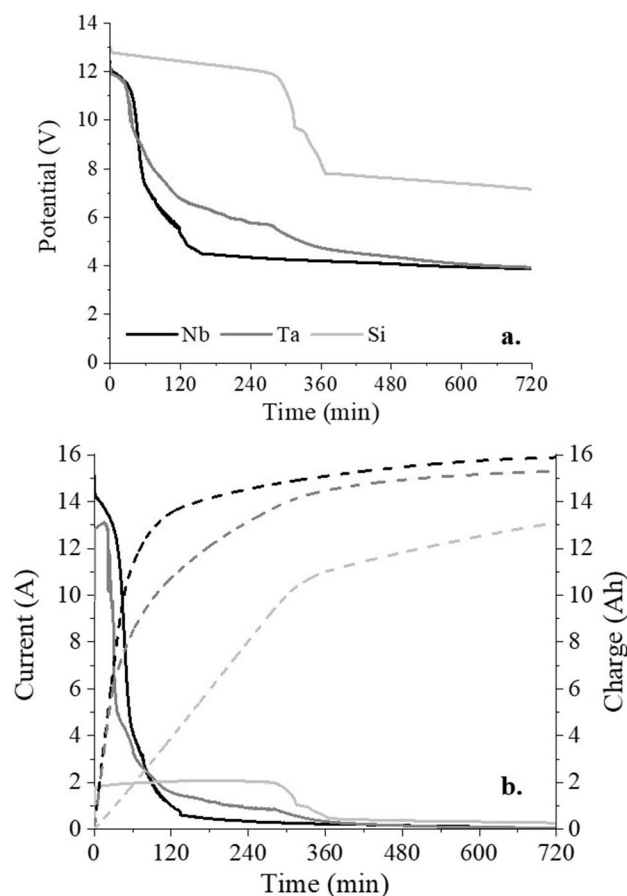 14
12
10
8
6
4
2
0
Potential (V)
Nb Ta Si a.
0 120 240 360 480 600 720
Time (min)
16 16
14 14
12 12
10 10
8 8
6 6
4 4
2 2
0 0
Current (A) Charge (Ah)
b.
0 120 240 360 480 600 720
Time (min)